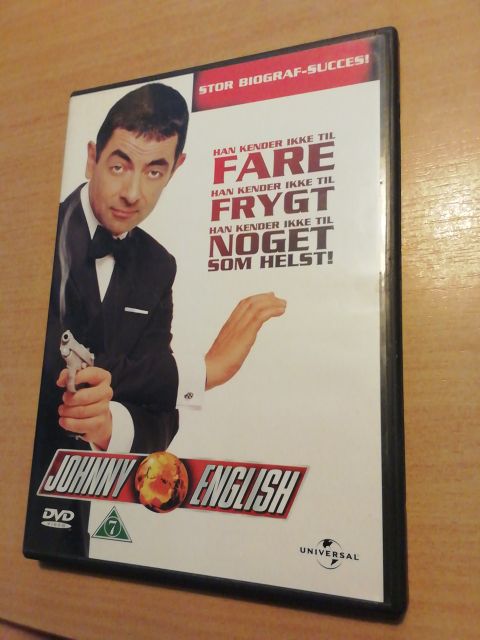 STOR BIOGRAF-SUCCES!
HAN KENDER IKKE TIL
FARE
HAN KENDER IKKE TIL
FRYGT
HAN KENDER IKKE TIL
NOGET
SOM HELST!
JOHNNY ENGLISH
DVD
VIDEO
7
UNIVERSAL